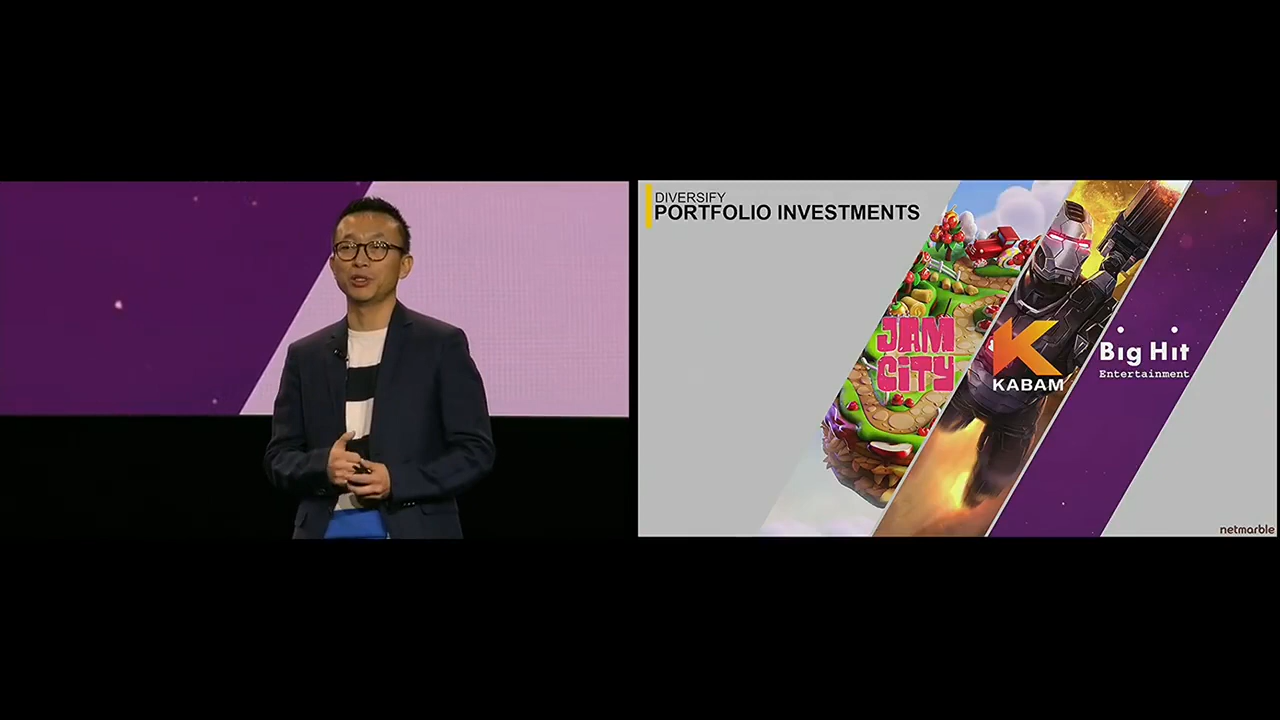 DIVERSIFY
PORTFOLIO INVESTMENTS
JAM
CITY
K
KABAM
Big Hit
Entertainment
netmarble